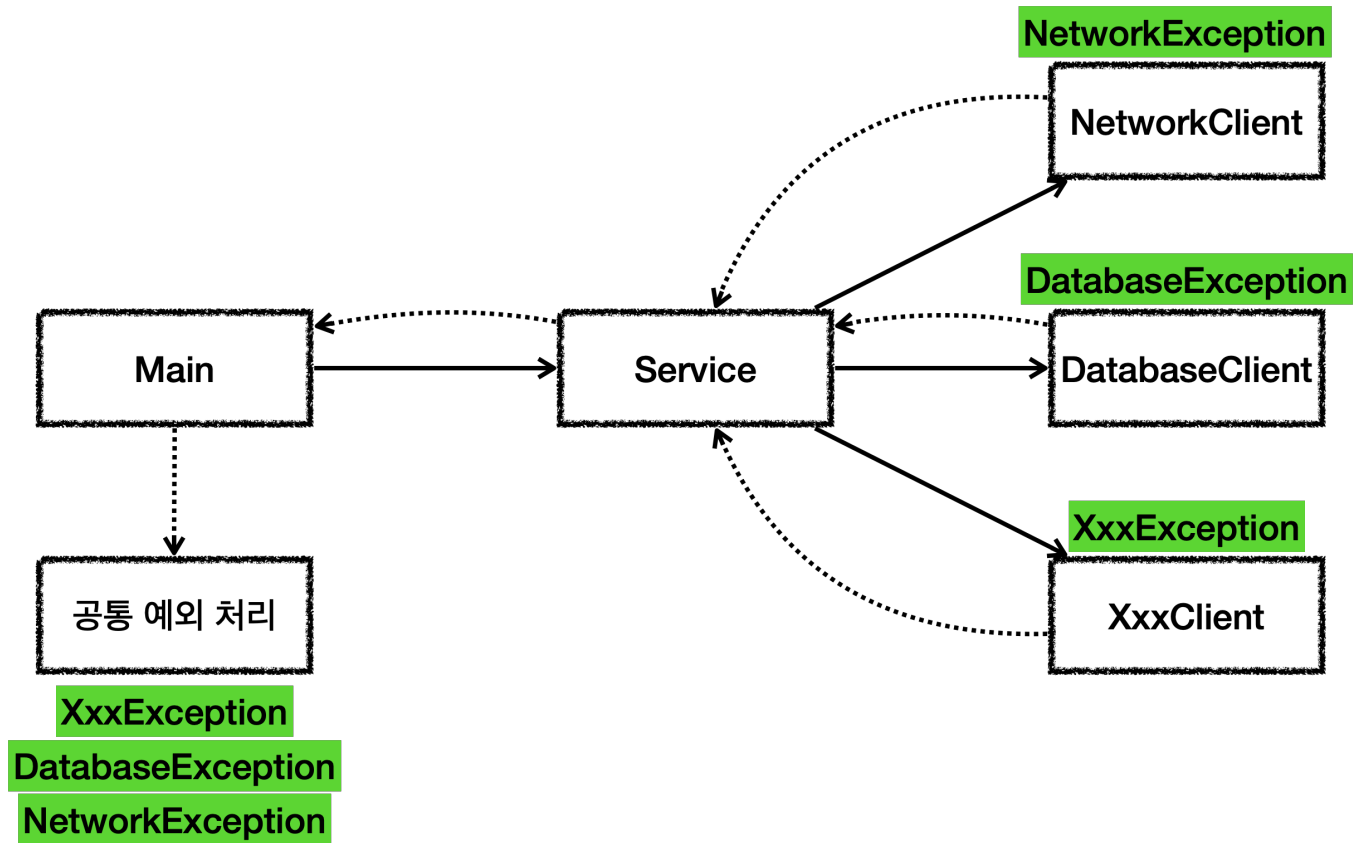 NetworkException
NetworkClient
DatabaseException
Main
Service
DatabaseClient
XxxException
공통 예외 처리
XxxClient
XxxException
DatabaseException
NetworkException